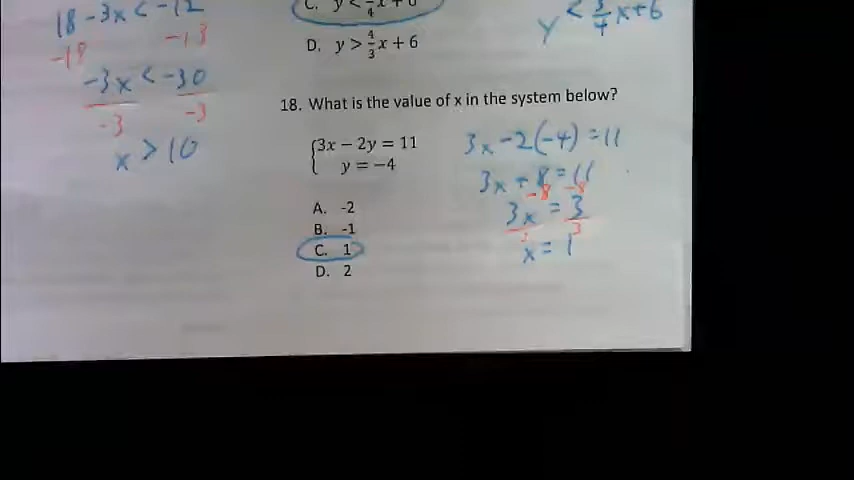 18 - 3x < -12
-18 -18
-3x < -30
-3 -3
x > 10
D. y > 4/3 x + 6
y < 3/4 x + 6
18. What is the value of x in the system below?
3x − 2y = 11
y = −4
A. -2
B. -1
C. 1
D. 2
3x - 2(-4) = 11
3x + 8 = 11
-8 -8
3x = 3
3 3
x = 1